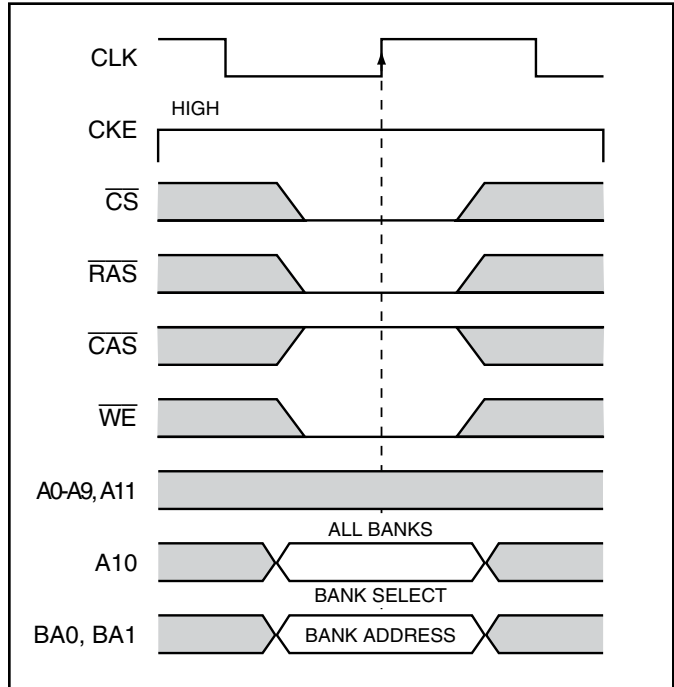 CLK
HIGH
CKE
CS
RAS
CAS
WE
A0-A9, A11
ALL BANKS
A10
BANK SELECT
BA0, BA1 BANK ADDRESS